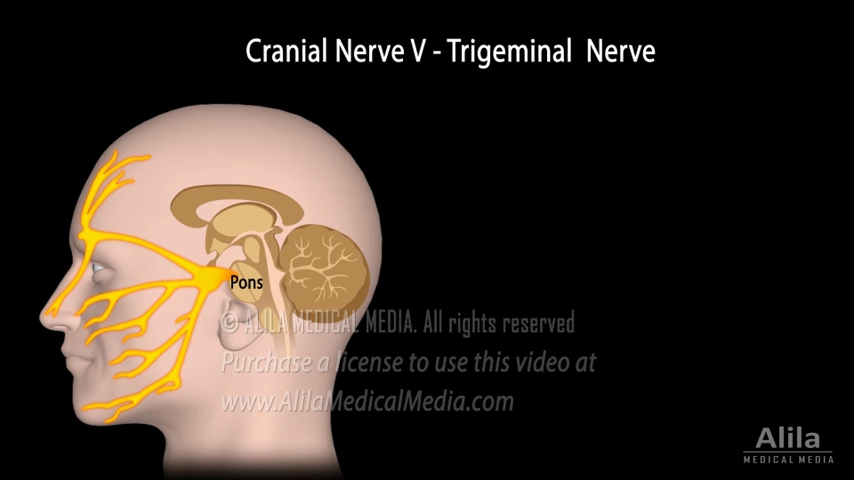 Cranial Nerve V - Trigeminal Nerve
Pons
© ALILA MEDICAL MEDIA. All rights reserved
Purchase a license to use this video at
www.AlilaMedicalMedia.com
Alila
MEDICAL MEDIA